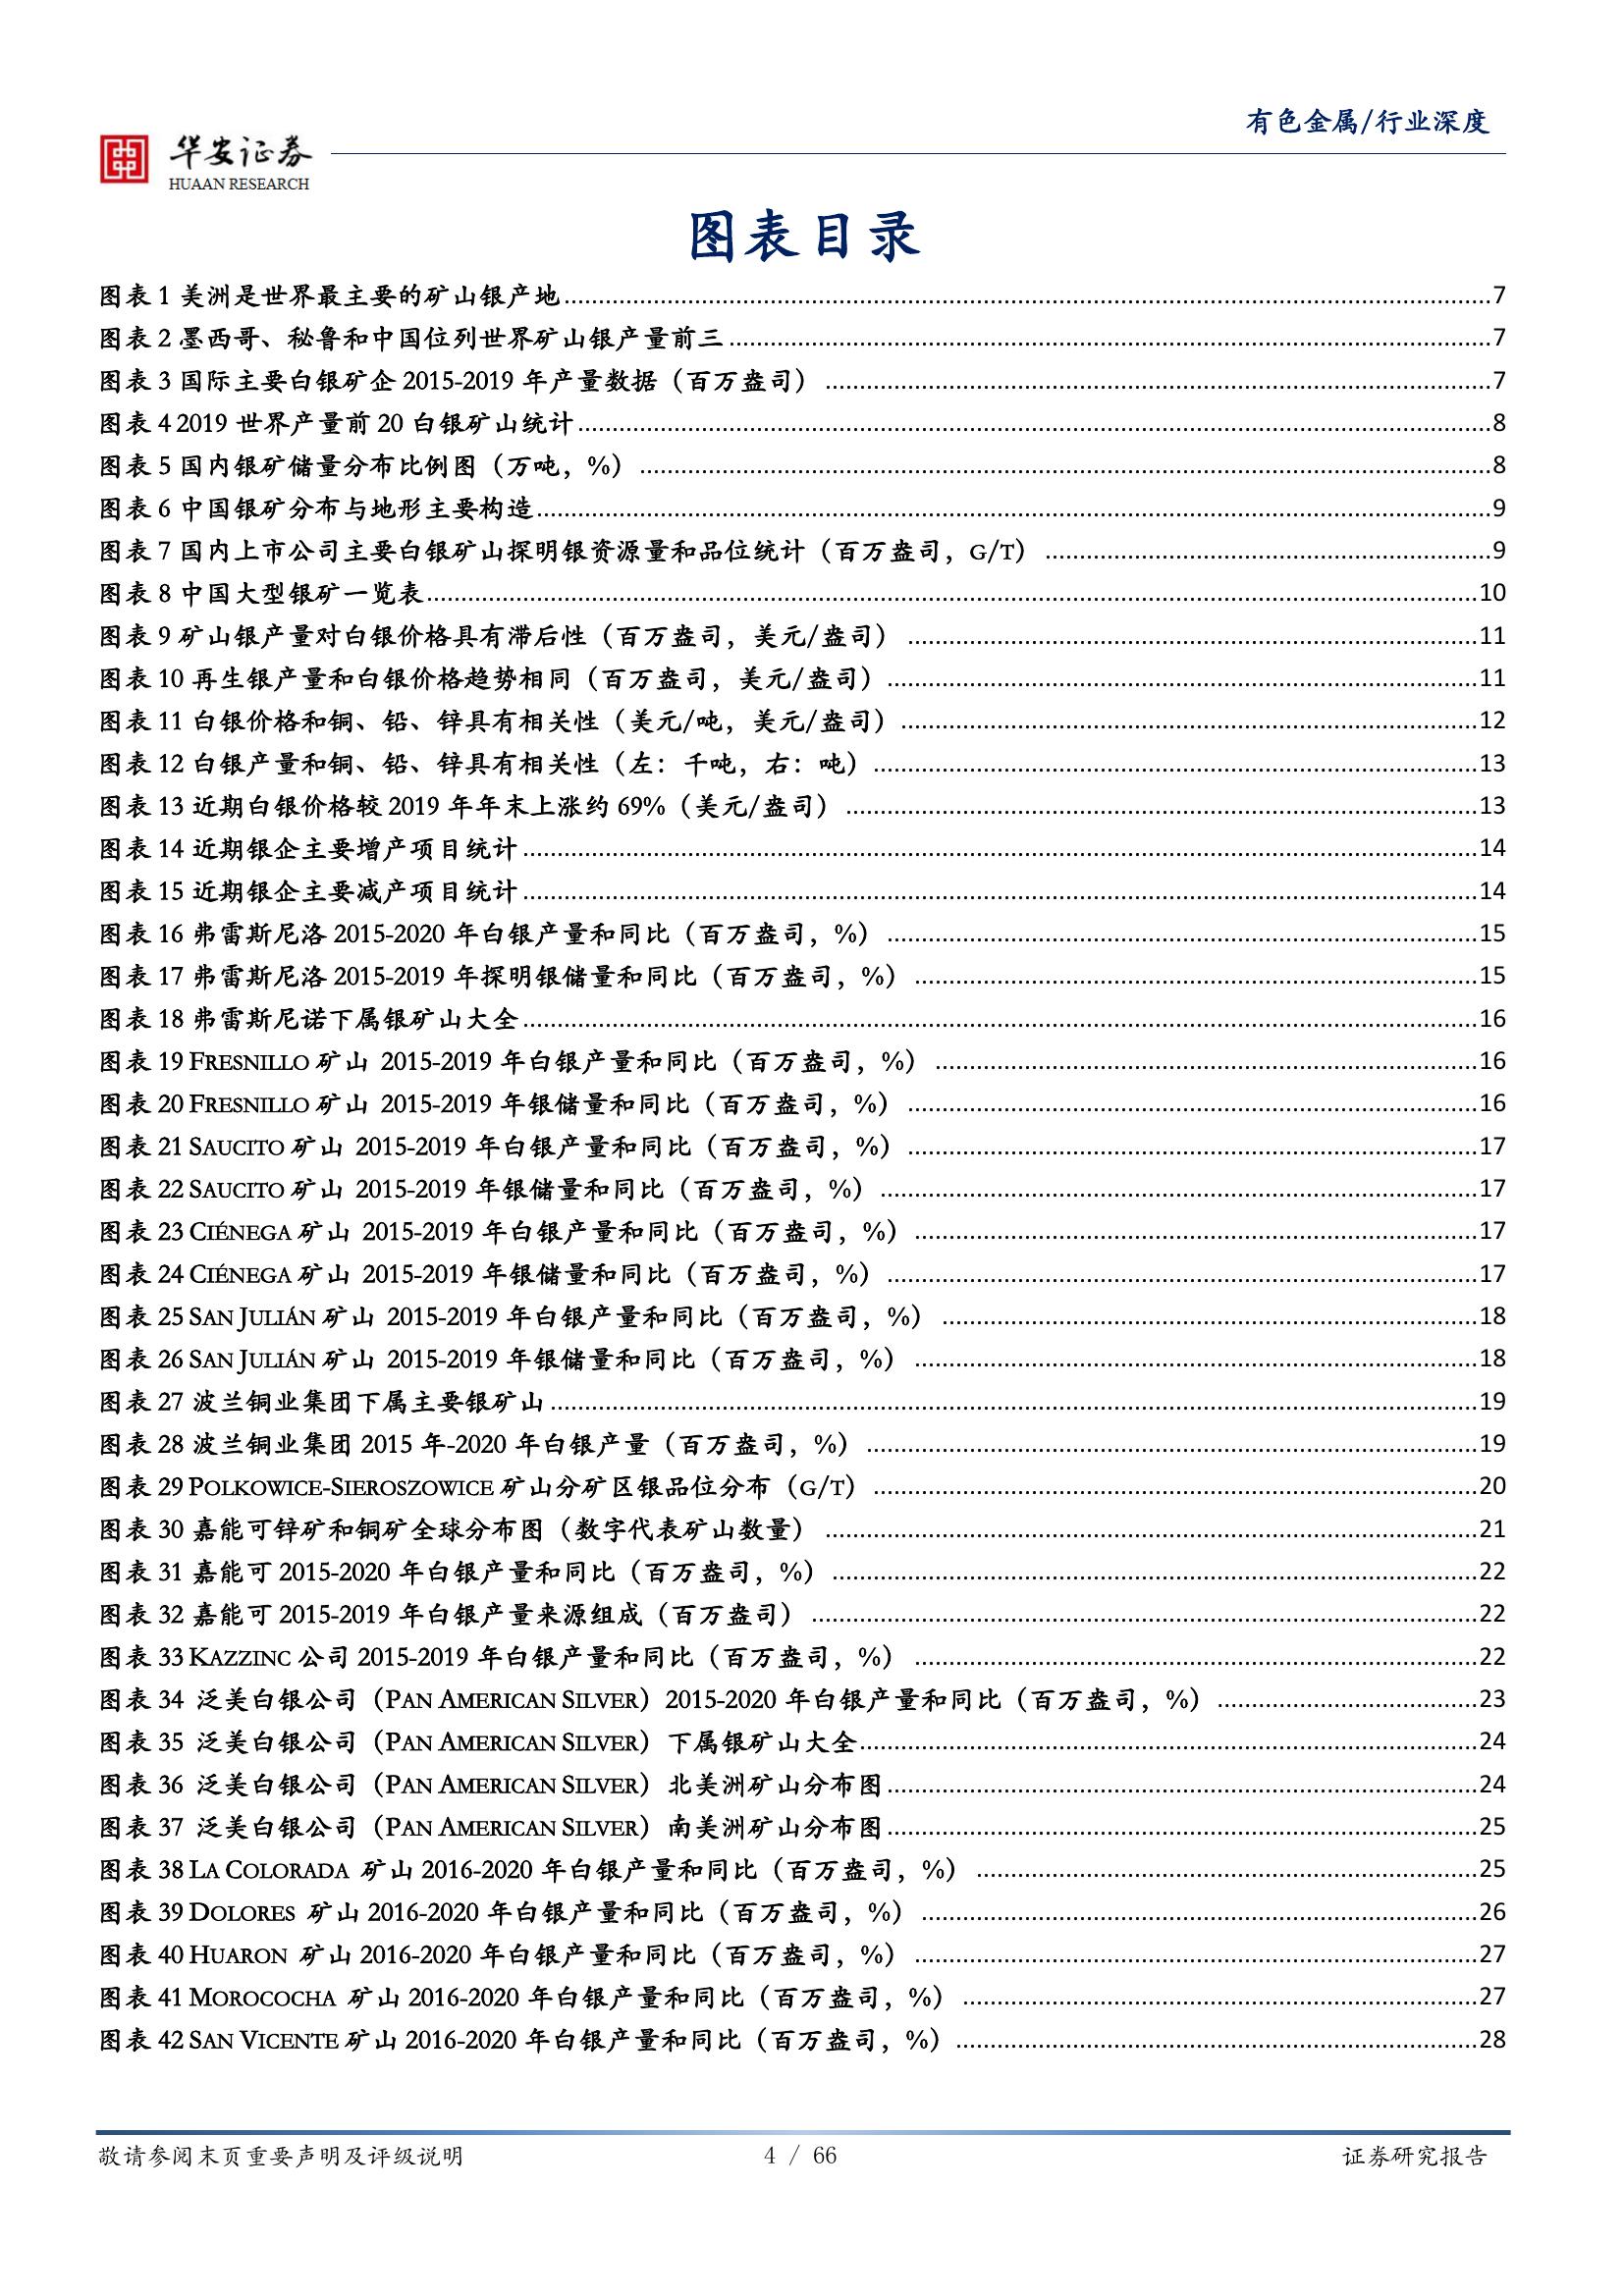 有色金属/行业深度
华安证券
HUAAN RESEARCH
图表目录
图表 1 美洲是世界最主要的矿山银产地....................7
图表 2 墨西哥、秘鲁和中国位列世界矿山银产量前三....................7
图表 3 国际主要白银矿企 2015-2019 年产量数据（百万盎司）....................7
图表 4 2019 世界产量前 20 白银矿山统计....................8
图表 5 国内银矿储量分布比例图（万吨，%）....................8
图表 6 中国银矿分布与地形主要构造....................9
图表 7 国内上市公司主要白银矿山探明银资源量和品位统计（百万盎司，G/T）....................9
图表 8 中国大型银矿一览表....................10
图表 9 矿山银产量对白银价格具有滞后性（百万盎司，美元/盎司）....................11
图表 10 再生银产量和白银价格趋势相同（百万盎司，美元/盎司）....................11
图表 11 白银价格和铜、铅、锌具有相关性（美元/吨，美元/盎司）....................12
图表 12 白银产量和铜、铅、锌具有相关性（左：千吨，右：吨）....................13
图表 13 近期白银价格较 2019 年年末上涨约 69%（美元/盎司）....................13
图表 14 近期银企主要增产项目统计....................14
图表 15 近期银企主要减产项目统计....................14
图表 16 弗雷斯尼洛 2015-2020 年白银产量和同比（百万盎司，%）....................15
图表 17 弗雷斯尼洛 2015-2019 年探明银储量和同比（百万盎司，%）....................15
图表 18 弗雷斯尼诺下属银矿山大全....................16
图表 19 FRESNILLO 矿山 2015-2019 年白银产量和同比（百万盎司，%）....................16
图表 20 FRESNILLO 矿山 2015-2019 年银储量和同比（百万盎司，%）....................16
图表 21 SAUCITO 矿山 2015-2019 年白银产量和同比（百万盎司，%）....................17
图表 22 SAUCITO 矿山 2015-2019 年银储量和同比（百万盎司，%）....................17
图表 23 CIÉNEGA 矿山 2015-2019 年白银产量和同比（百万盎司，%）....................17
图表 24 CIÉNEGA 矿山 2015-2019 年银储量和同比（百万盎司，%）....................17
图表 25 SAN JULIÁN 矿山 2015-2019 年白银产量和同比（百万盎司，%）....................18
图表 26 SAN JULIÁN 矿山 2015-2019 年银储量和同比（百万盎司，%）....................18
图表 27 波兰铜业集团下属主要银矿山....................19
图表 28 波兰铜业集团 2015 年-2020 年白银产量（百万盎司，%）....................19
图表 29 POLKOWICE-SIEROSZOWICE 矿山分矿区银品位分布（G/T）....................20
图表 30 嘉能可锌矿和铜矿全球分布图（数字代表矿山数量）....................21
图表 31 嘉能可 2015-2020 年白银产量和同比（百万盎司，%）....................22
图表 32 嘉能可 2015-2019 年白银产量来源组成（百万盎司）....................22
图表 33 KAZZINC 公司 2015-2019 年白银产量和同比（百万盎司，%）....................22
图表 34 泛美白银公司（PAN AMERICAN SILVER）2015-2020 年白银产量和同比（百万盎司，%）....................23
图表 35 泛美白银公司（PAN AMERICAN SILVER）下属银矿山大全....................24
图表 36 泛美白银公司（PAN AMERICAN SILVER）北美洲矿山分布图....................24
图表 37 泛美白银公司（PAN AMERICAN SILVER）南美洲矿山分布图....................25
图表 38 LA COLORADA 矿山 2016-2020 年白银产量和同比（百万盎司，%）....................25
图表 39 DOLORES 矿山 2016-2020 年白银产量和同比（百万盎司，%）....................26
图表 40 HUARON 矿山 2016-2020 年白银产量和同比（百万盎司，%）....................27
图表 41 MOROCOCHA 矿山 2016-2020 年白银产量和同比（百万盎司，%）....................27
图表 42 SAN VICENTE 矿山 2016-2020 年白银产量和同比（百万盎司，%）....................28
敬请参阅末页重要声明及评级说明 4 / 66 证券研究报告